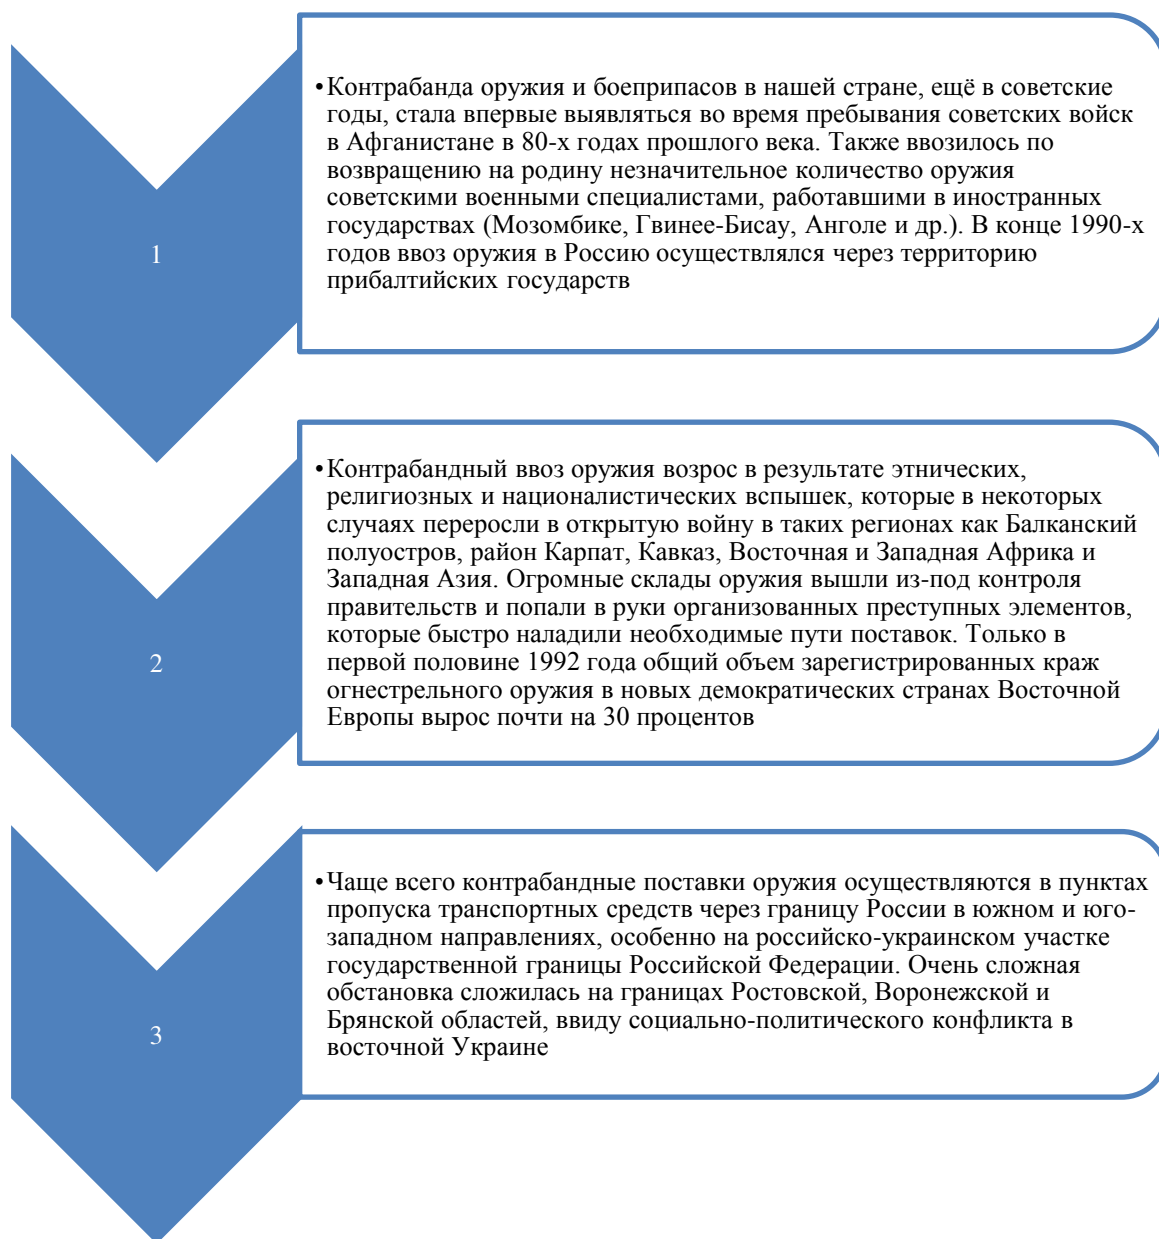 1
•Контрабанда оружия и боеприпасов в нашей стране, ещё в советские
годы, стала впервые выявляться во время пребывания советских войск
в Афганистане в 80-х годах прошлого века. Также ввозилось по
возвращению на родину незначительное количество оружия
советскими военными специалистами, работавшими в иностранных
государствах (Мозомбике, Гвинее-Бисау, Анголе и др.). В конце 1990-х
годов ввоз оружия в Россию осуществлялся через территорию
прибалтийских государств
2
•Контрабандный ввоз оружия возрос в результате этнических,
религиозных и националистических вспышек, которые в некоторых
случаях переросли в открытую войну в таких регионах как Балканский
полуостров, район Карпат, Кавказ, Восточная и Западная Африка и
Западная Азия. Огромные склады оружия вышли из-под контроля
правительств и попали в руки организованных преступных элементов,
которые быстро наладили необходимые пути поставок. Только в
первой половине 1992 года общий объем зарегистрированных краж
огнестрельного оружия в новых демократических странах Восточной
Европы вырос почти на 30 процентов
3
•Чаще всего контрабандные поставки оружия осуществляются в пунктах
пропуска транспортных средств через границу России в южном и юго-
западном направлениях, особенно на российско-украинском участке
государственной границы Российской Федерации. Очень сложная
обстановка сложилась на границах Ростовской, Воронежской и
Брянской областей, ввиду социально-политического конфликта в
восточной Украине